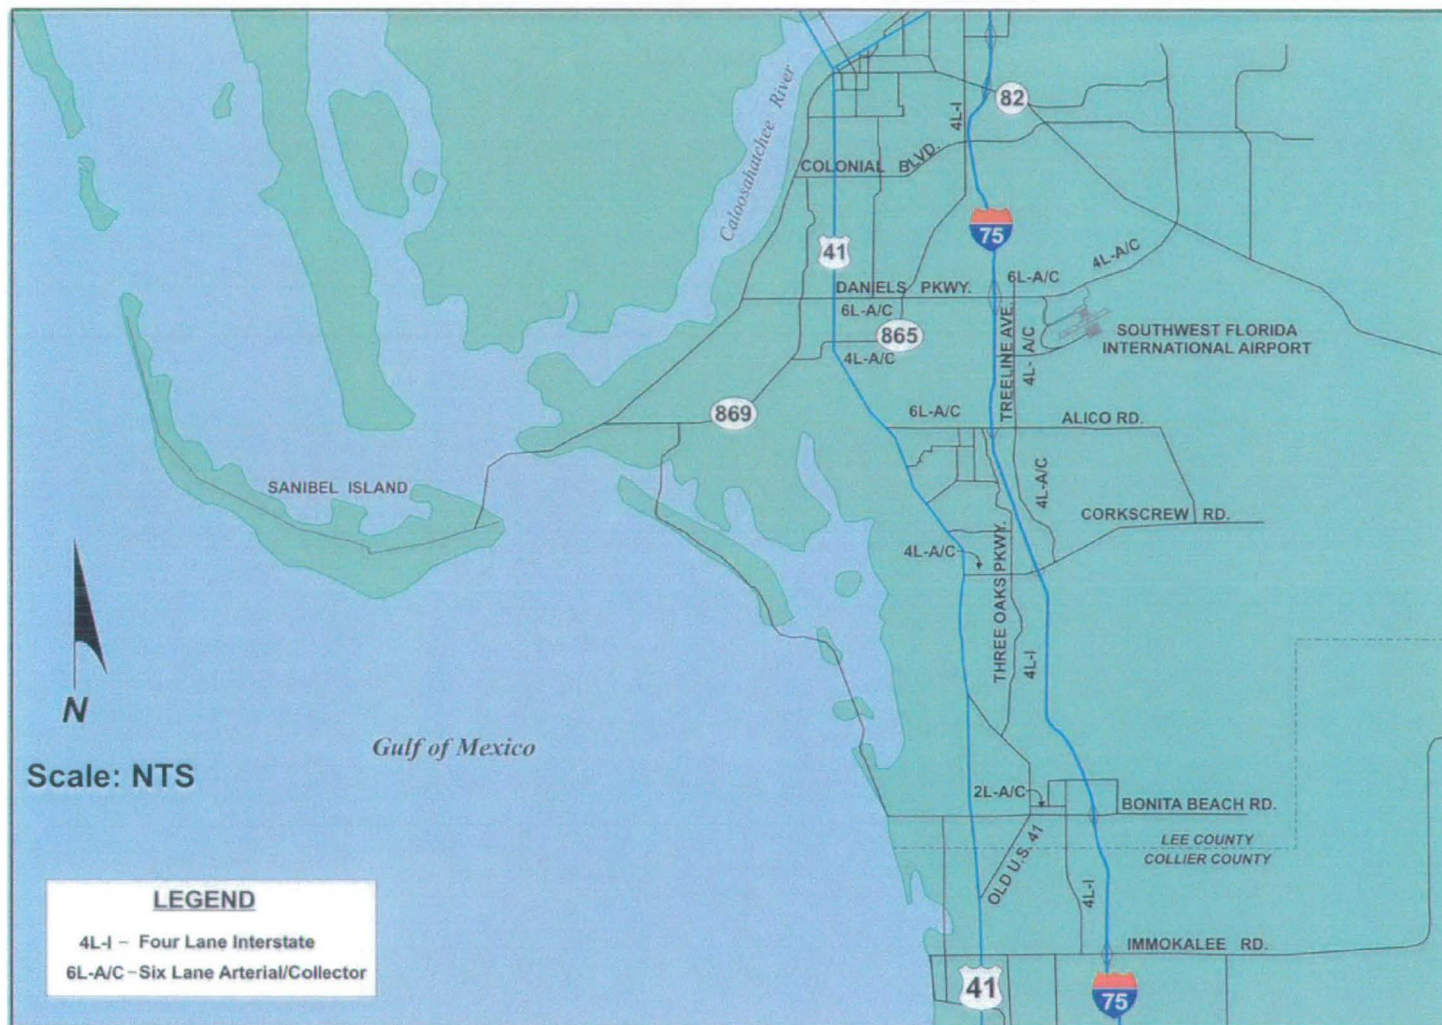 Caloosahatchee River
82
4L-I
COLONIAL BLVD.
75
41
4L-A/C
6L-A/C
DANIELS PKWY.
6L-A/C
865
SOUTHWEST FLORIDA
INTERNATIONAL AIRPORT
4L-A/C
4L- A/C
TREELINE AVE.
869
6L-A/C
ALICO RD.
4L-A/C
SANIBEL ISLAND
CORKSCREW RD.
4L-A/C
THREE OAKS PKWY.
4L-I
N
Gulf of Mexico
Scale: NTS
2L-A/C
BONITA BEACH RD.
LEE COUNTY
COLLIER COUNTY
OLD U.S. 41
4L-I
LEGEND
4L-I – Four Lane Interstate
6L-A/C – Six Lane Arterial/Collector
IMMOKALEE RD.
41
75